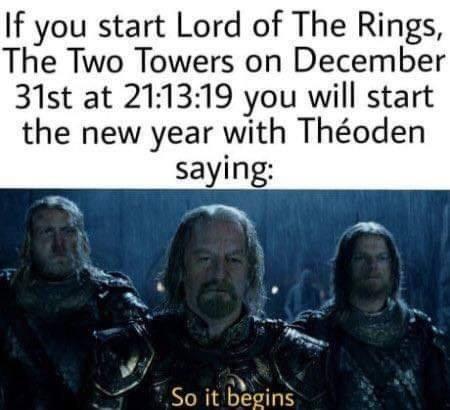 If you start Lord of The Rings,
The Two Towers on December
31st at 21:13:19 you will start
the new year with Théoden
saying:
So it begins